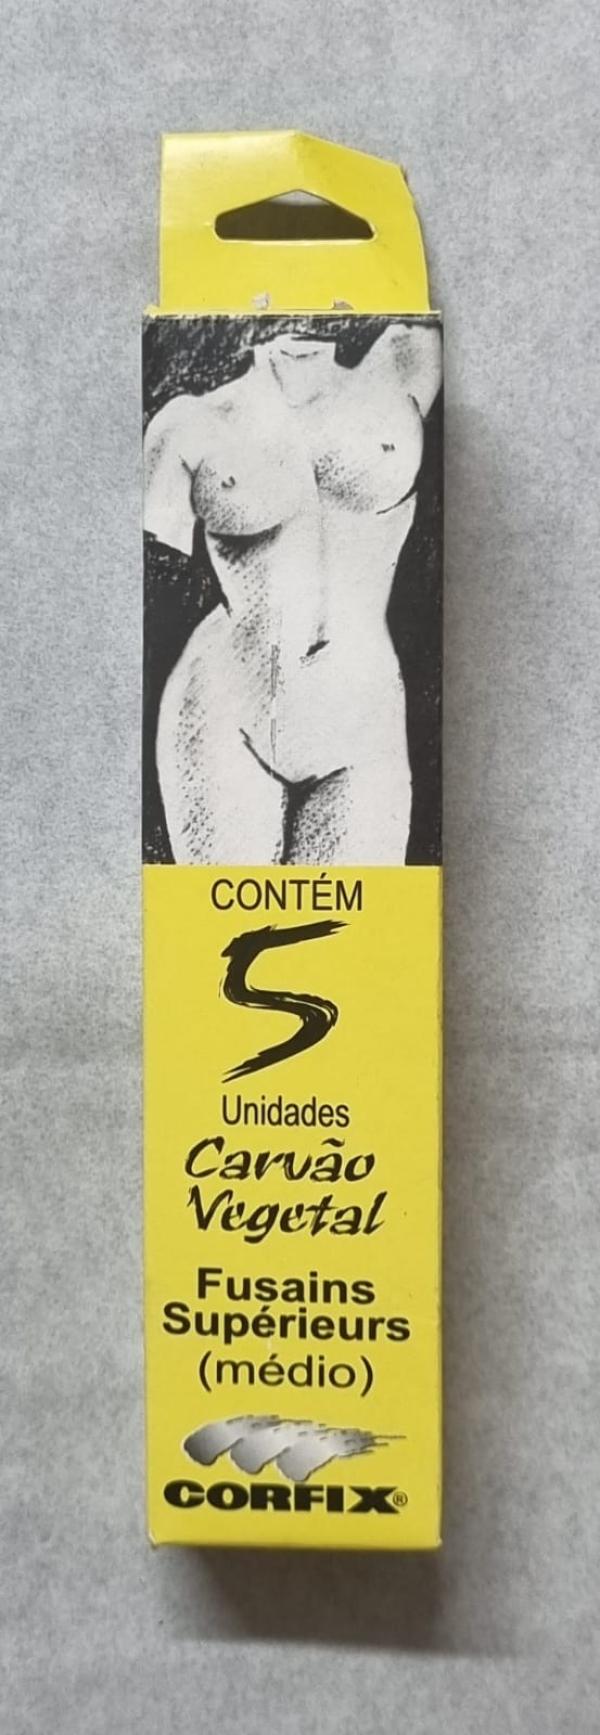 CONTÉM
5
Unidades
Carvão
Vegetal
Fusains
Supérieurs
(médio)
CORFIX®